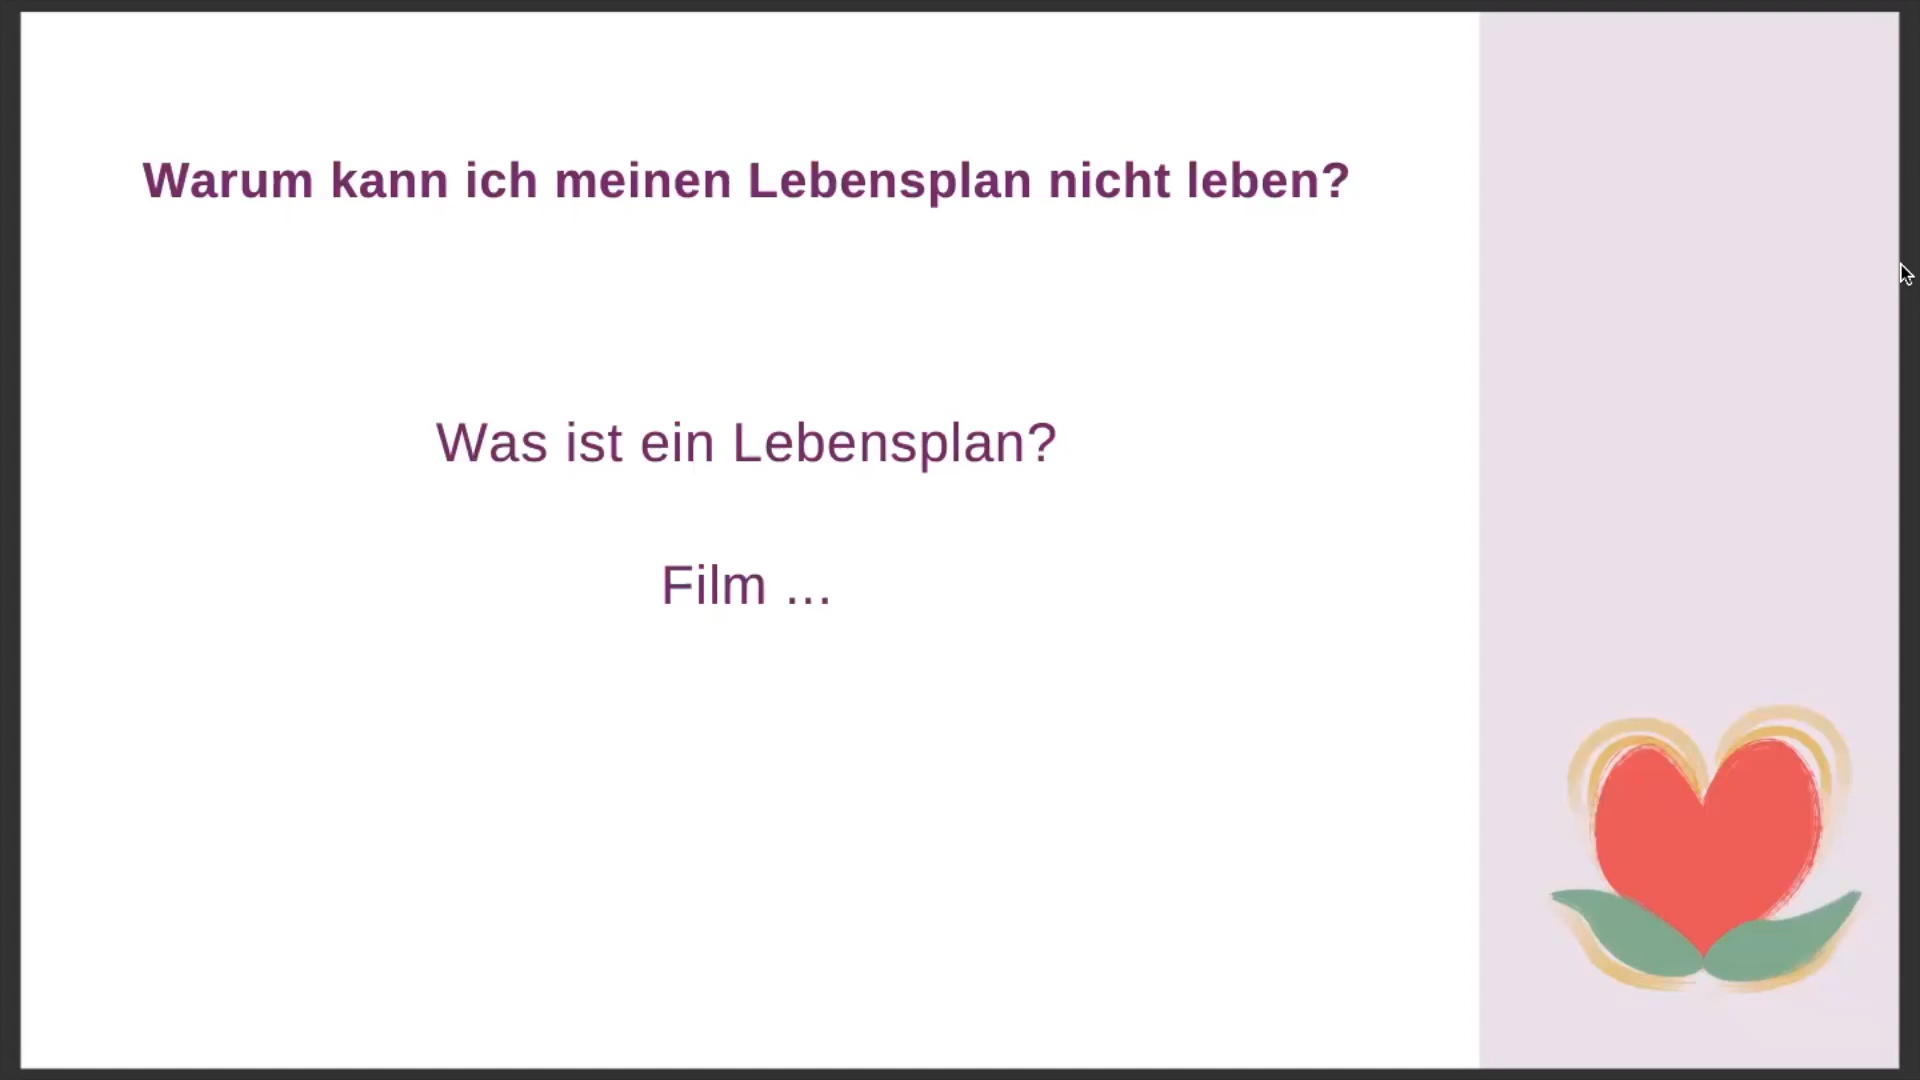 Warum kann ich meinen Lebensplan nicht leben?
Was ist ein Lebensplan?
Film ...